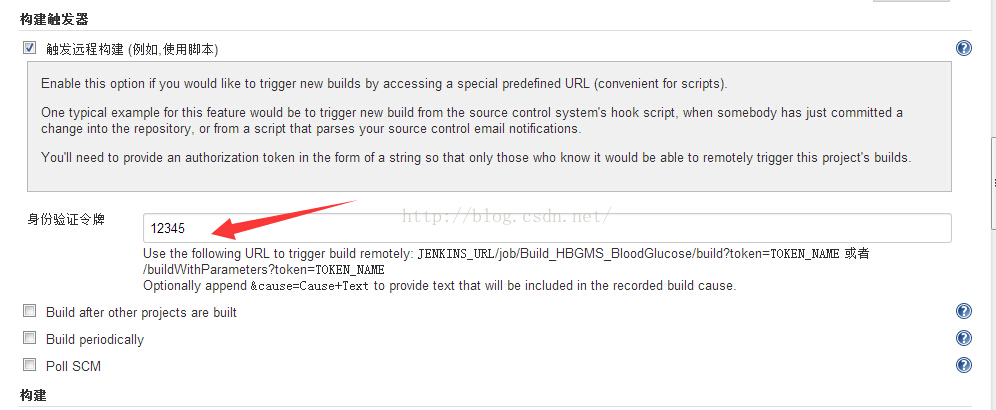 构建触发器
触发远程构建 (例如,使用脚本)
Enable this option if you would like to trigger new builds by accessing a special predefined URL (convenient for scripts).
One typical example for this feature would be to trigger new build from the source control system's hook script, when somebody has just committed a
change into the repository, or from a script that parses your source control email notifications.
You'll need to provide an authorization token in the form of a string so that only those who know it would be able to remotely trigger this project's builds.
http://blog.csdn.net/
身份验证令牌
12345
Use the following URL to trigger build remotely: JENKINS_URL/job/Build_HBGMS_BloodGlucose/build?token=TOKEN_NAME 或者
/buildWithParameters?token=TOKEN_NAME
Optionally append &cause=Cause+Text to provide text that will be included in the recorded build cause.
Build after other projects are built
Build periodically
Poll SCM
构建